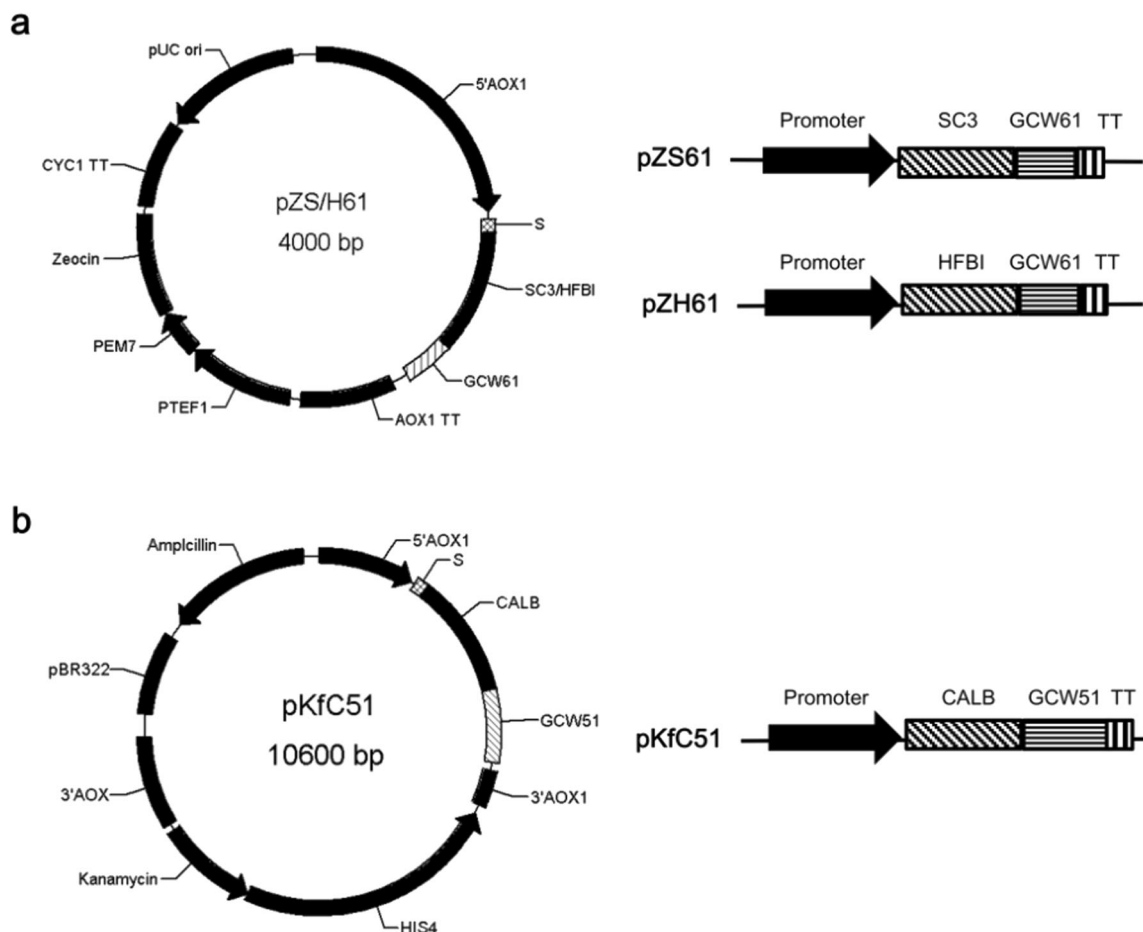 a
pUC ori
5'AOX1
CYC1 TT
pZS/H61
4000 bp
S
Zeocin
SC3/HFBI
PEM7
GCW61
PTEF1
AOX1 TT
Promoter SC3 GCW61 TT
pZS61
Promoter HFBI GCW61 TT
pZH61
b
Amplcillin
5'AOX1
S
CALB
pBR322
pKfC51
10600 bp
GCW51
3'AOX
3'AOX1
Kanamycin
HIS4
Promoter CALB GCW51 TT
pKfC51